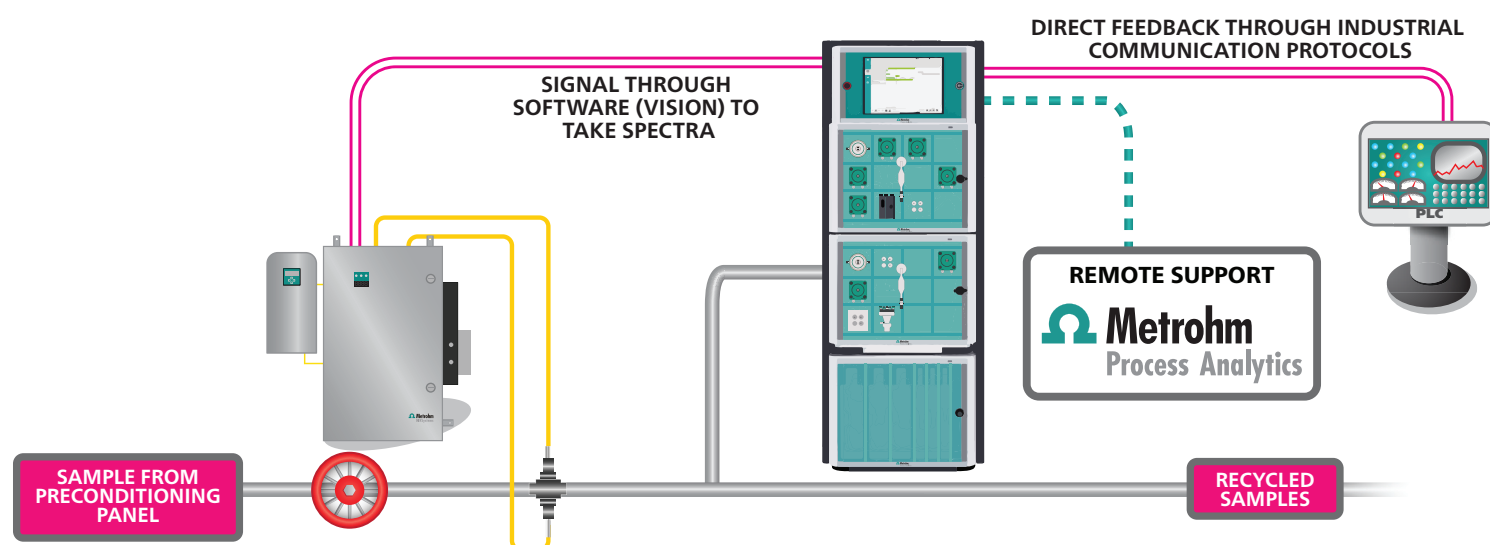 DIRECT FEEDBACK THROUGH INDUSTRIAL
COMMUNICATION PROTOCOLS
SIGNAL THROUGH
SOFTWARE (VISION) TO
TAKE SPECTRA
PLC
REMOTE SUPPORT
Metrohm
Process Analytics
Metrohm
SAMPLE FROM
PRECONDITIONING
PANEL
RECYCLED
SAMPLES